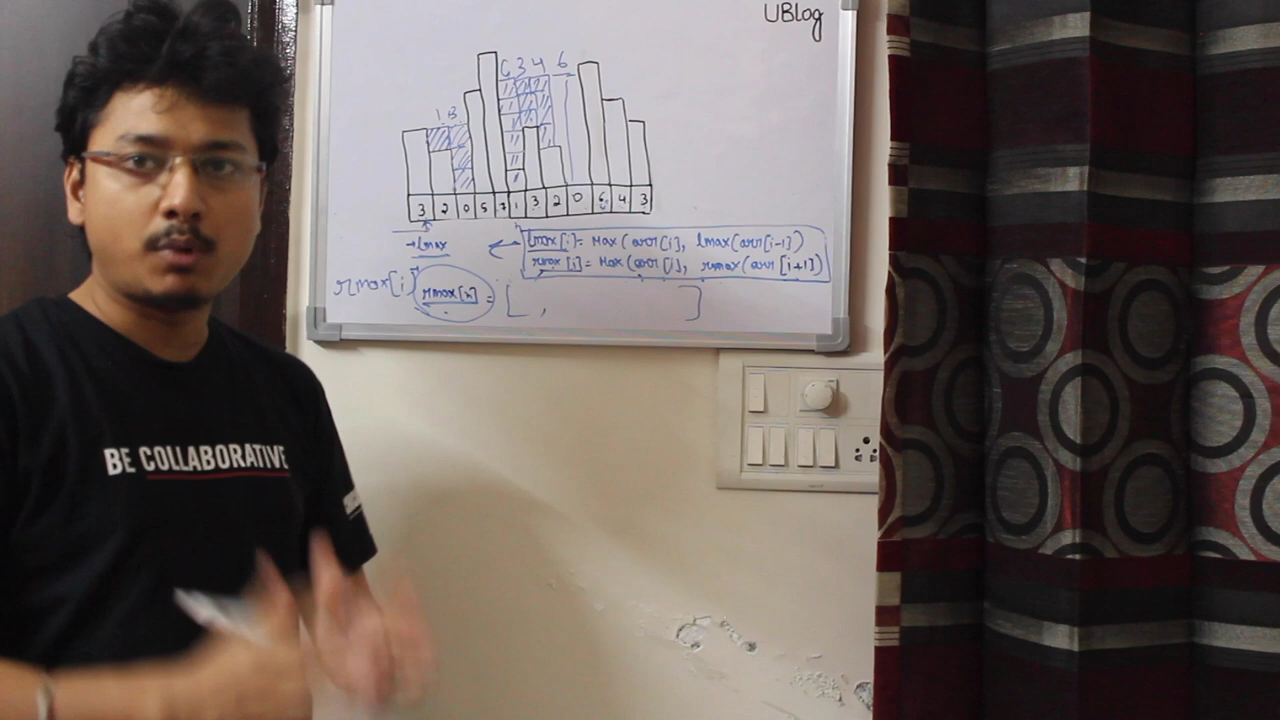 UBlog
6 3 4 6
1 3
3 2 0 5 7 1 3 2 0 6 4 3
→ lmax
lmax[i] = Max(arr[i], lmax(arr[i-1])
rmax[i] = Max(arr[i], rmax(arr[i+1])
rmax[i] rmax[n] = [ , ]
BE COLLABORATIVE